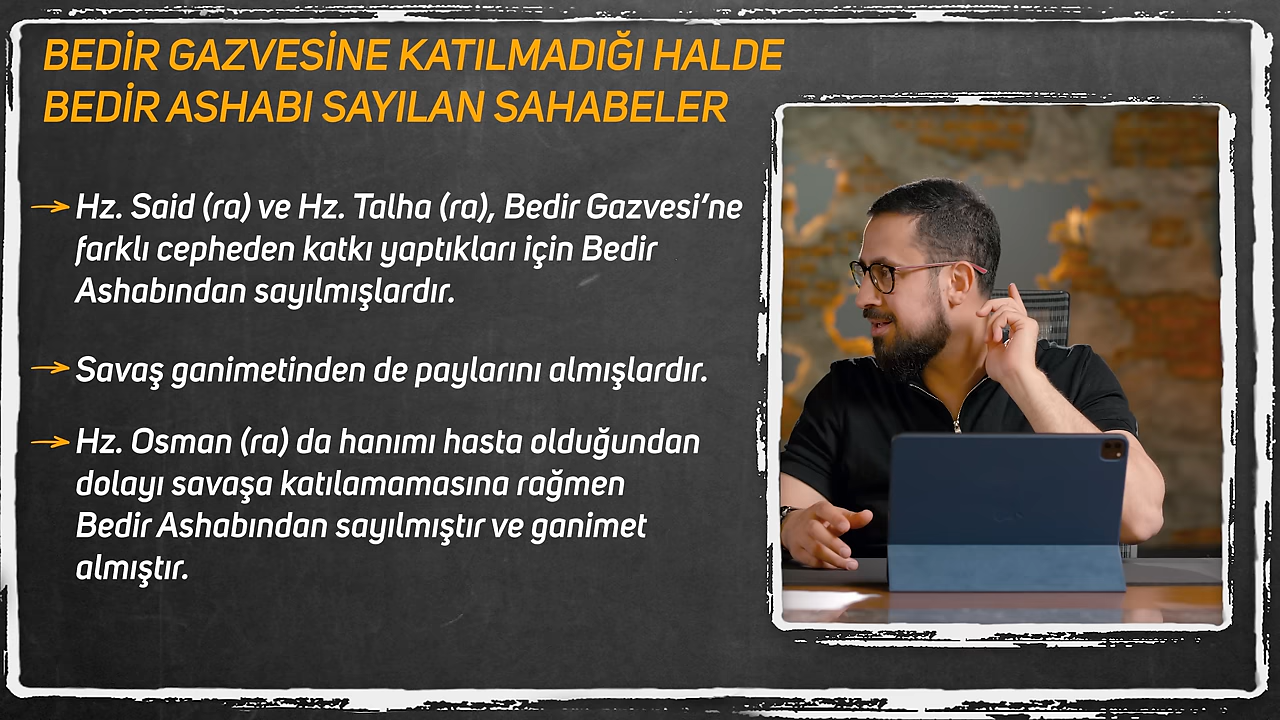 BEDİR GAZVESİNE KATILMADIĞI HALDE
BEDİR ASHABI SAYILAN SAHABELER
Hz. Said (ra) ve Hz. Talha (ra), Bedir Gazvesi'ne
farklı cepheden katkı yaptıkları için Bedir
Ashabından sayılmışlardır.
Savaş ganimetinden de paylarını almışlardır.
Hz. Osman (ra) da hanımı hasta olduğundan
dolayı savaşa katılamamasına rağmen
Bedir Ashabından sayılmıştır ve ganimet
almıştır.